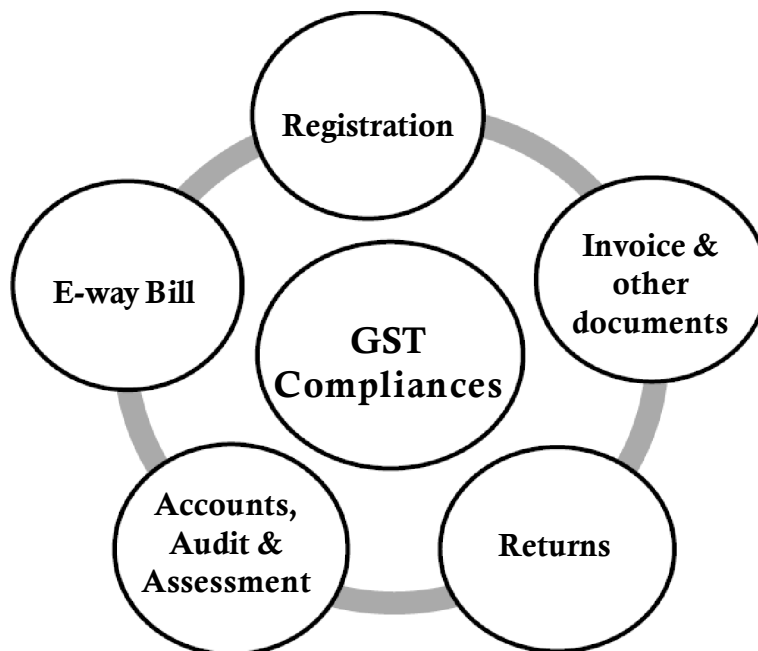 Registration
Invoice &
other
documents
E-way Bill
GST
Compliances
Accounts,
Audit &
Assessment
Returns